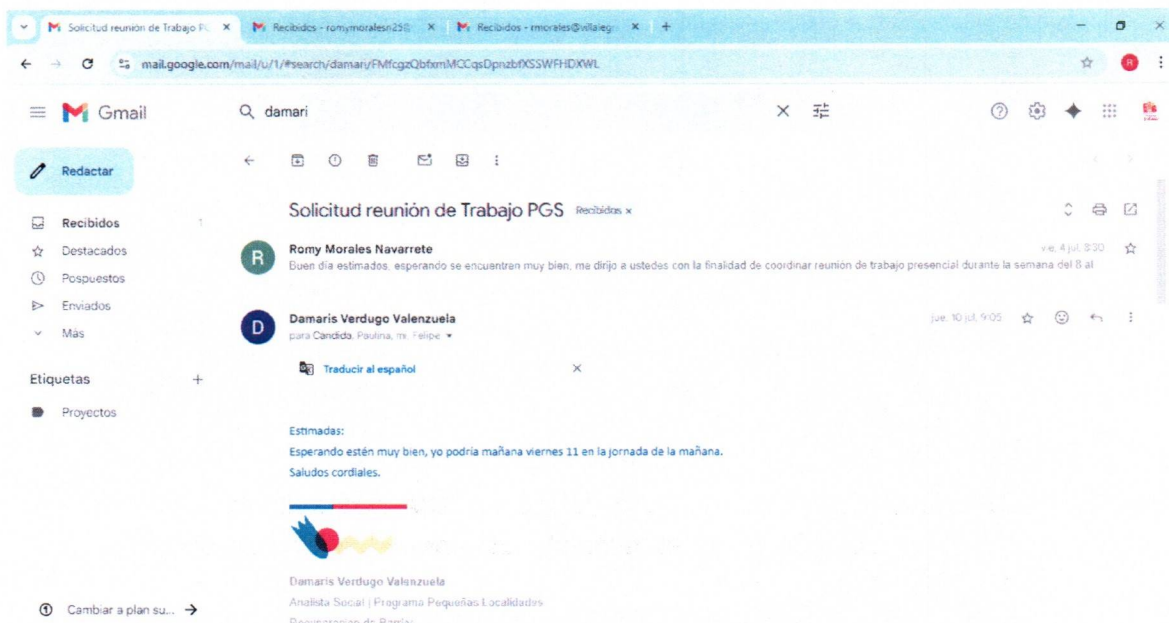 Solicitud reunión de Trabajo PG
Recibidos - romymoralesn25
Recibidos - rmorales@villalegr
mail.google.com/mail/u/1/#search/damari/FMfcgzQbfxmMCCqsDpnzbfXSSWFHDXWL
R
Gmail
damari
Redactar
Solicitud reunión de Trabajo PGS Recibidos x
Recibidos 1
Destacados
Pospuestos
Enviados
Más
Etiquetas +
Proyectos
R
Romy Morales Navarrete
vie, 4 jul, 8:30
Buen día estimados, esperando se encuentren muy bien, me dirijo a ustedes con la finalidad de coordinar reunión de trabajo presencial durante la semana del 8 al
D
Damaris Verdugo Valenzuela
jue, 10 jul, 9:05
para Candida, Paulina, mí, Felipe
Traducir al español
Estimadas:
Esperando estén muy bien, yo podría mañana viernes 11 en la jornada de la mañana.
Saludos cordiales.
Damaris Verdugo Valenzuela
Analista Social | Programa Pequeñas Localidades
Cambiar a plan su...